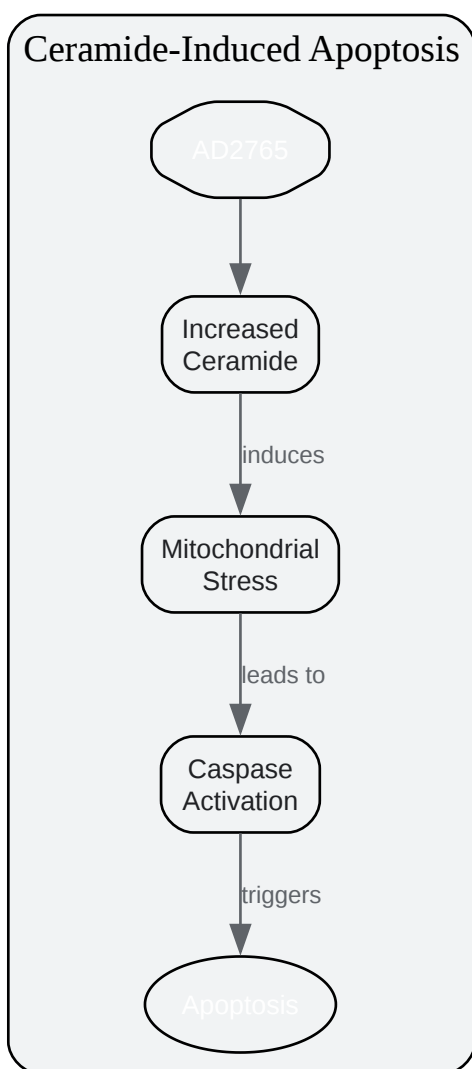 Ceramide-Induced Apoptosis
AD2765
Increased
Ceramide
induces
Mitochondrial
Stress
leads to
Caspase
Activation
triggers
Apoptosis